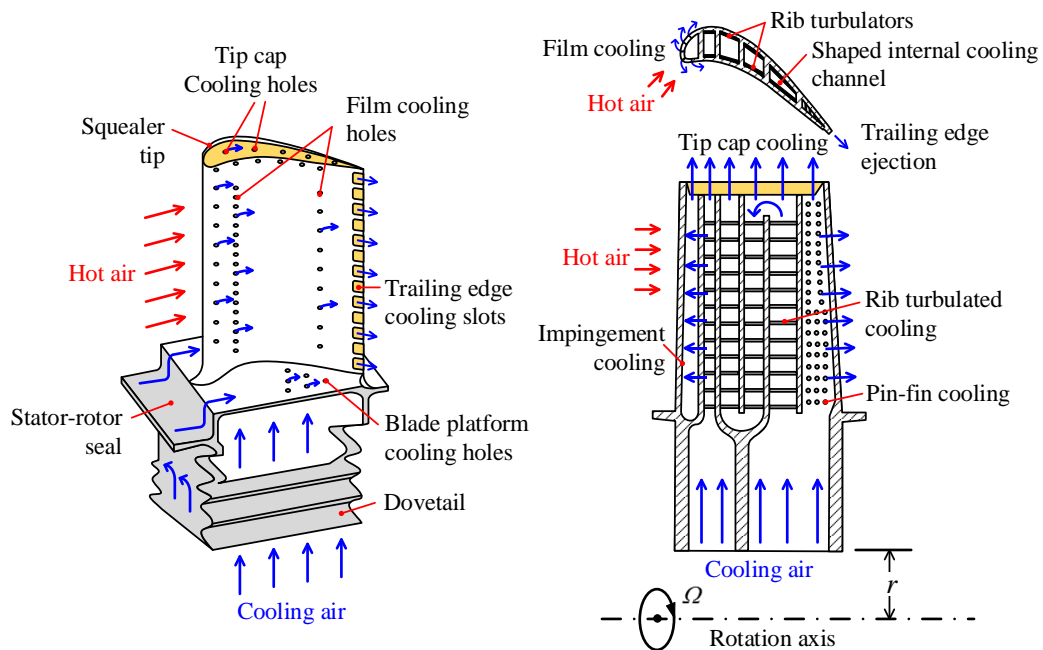 Tip cap
Cooling holes
Film cooling
holes
Squealer
tip
Hot air
Trailing edge
cooling slots
Stator-rotor
seal
Blade platform
cooling holes
Dovetail
Cooling air
Rib turbulators
Film cooling
Shaped internal cooling
channel
Hot air
Trailing edge
ejection
Tip cap cooling
Hot air
Impingement
cooling
Rib turbulated
cooling
Pin-fin cooling
Cooling air
r
Ω
Rotation axis